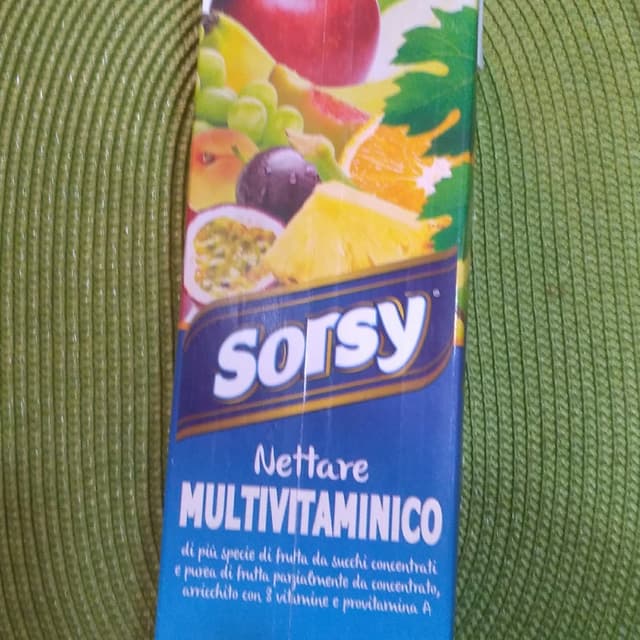 sorsy
Nettare
MULTIVITAMINICO
di più specie di frutta da succhi concentrati
e purea di frutta parzialmente da concentrato,
arricchito con 8 vitamine e provitamina A